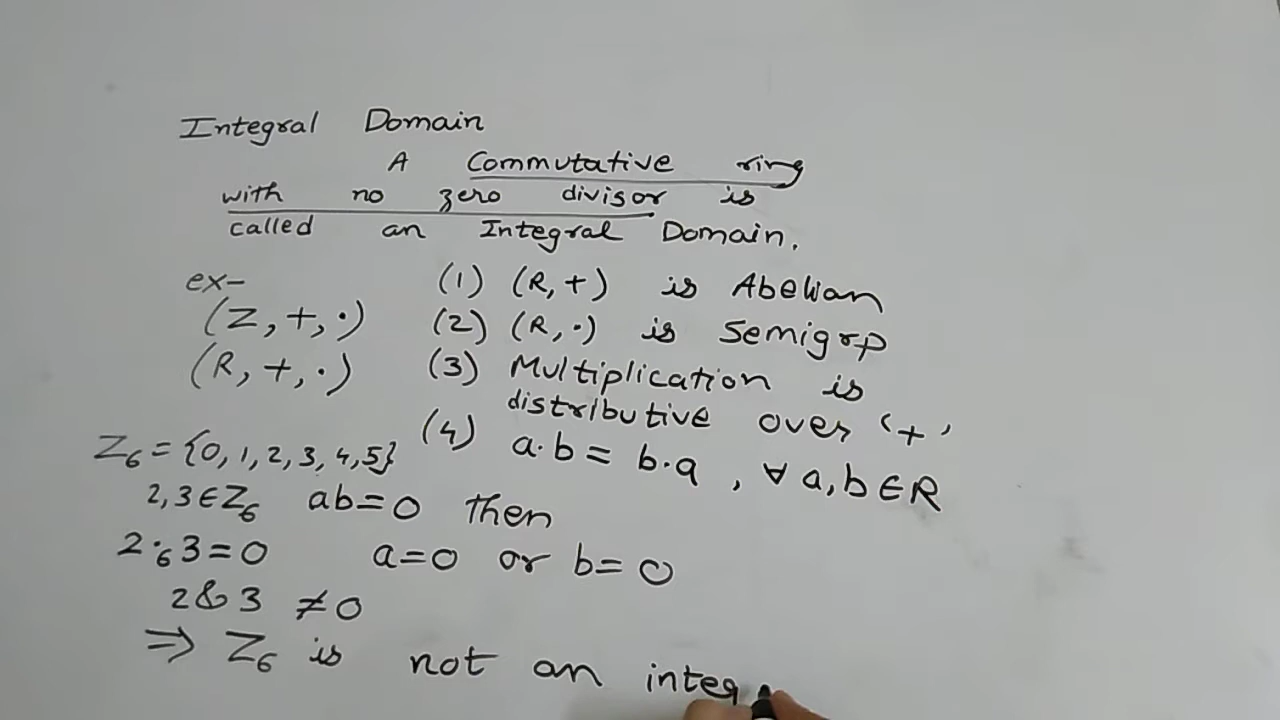 Integral Domain
A Commutative ring
with no zero divisor is
called an Integral Domain.
ex-
(Z, +, ·)
(R, +, ·)
(1) (R, +) is Abelian
(2) (R, ·) is Semigrp
(3) Multiplication is
distributive over '+'
(4) a·b = b·a , ∀ a, b ∈ R
Z₆ = {0, 1, 2, 3, 4, 5}
2, 3 ∈ Z₆ ab = 0 then
2 ·₆ 3 = 0 a = 0 or b = 0
2 & 3 ≠ 0
⇒ Z₆ is not an integ